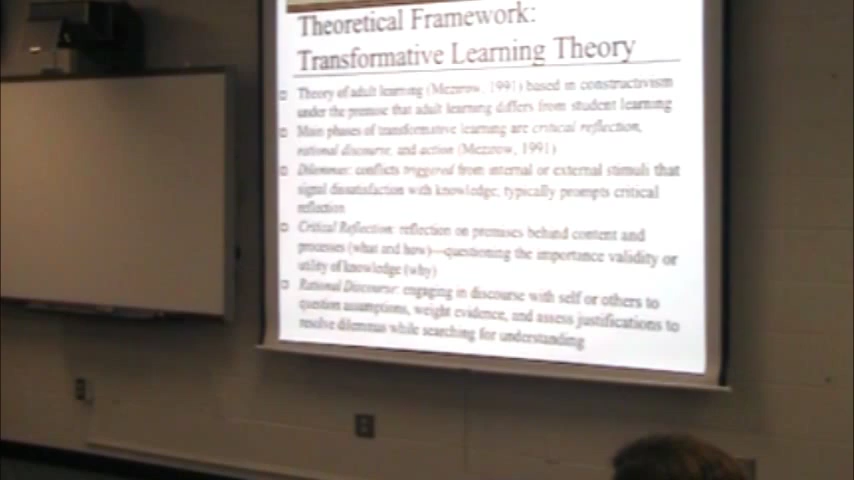 Theoretical Framework:
Transformative Learning Theory
Theory of adult learning (Mezirow, 1991) based in constructivism
under the premise that adult learning differs from student learning
Main phases of transformative learning are critical reflection,
rational discourse, and action (Mezirow, 1991)
Dilemmas: conflicts triggered from internal or external stimuli that
signal dissatisfaction with knowledge, typically prompts critical
reflection
Critical Reflection: reflection on premises behind content and
processes (what and how)—questioning the importance validity or
utility of knowledge (why)
Rational Discourse: engaging in discourse with self or others to
question assumptions, weight evidence, and assess justifications to
resolve dilemmas while searching for understanding